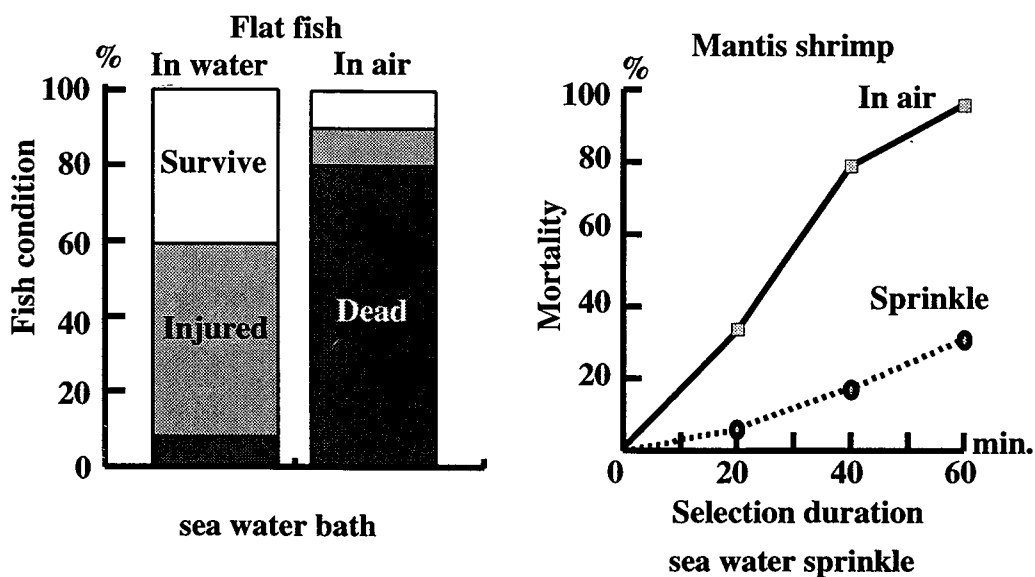 Flat fish
%
In water
In air
100
80
60
40
20
0
Fish condition
Survive
Injured
Dead
sea water bath
Mantis shrimp
%
100
80
60
40
20
0
20
40
60
min.
Mortality
In air
Sprinkle
Selection duration
sea water sprinkle